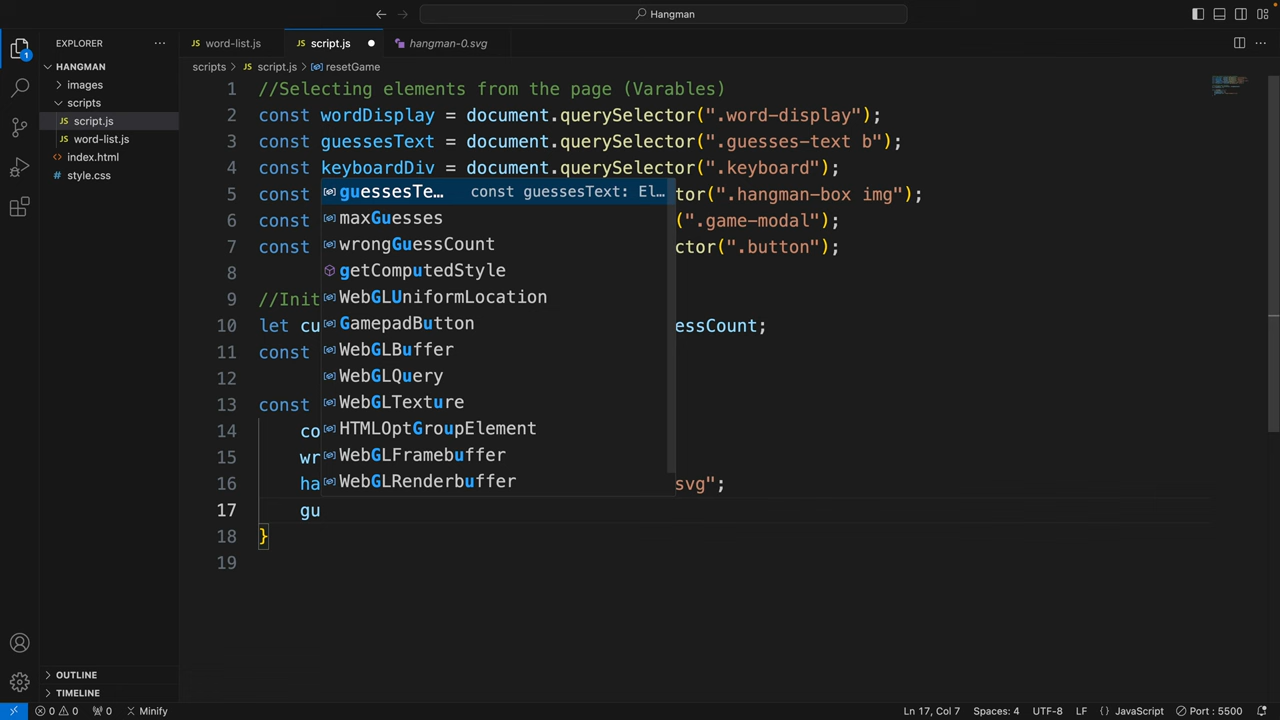 Hangman
EXPLORER
HANGMAN
images
scripts
JS script.js
JS word-list.js
<> index.html
style.css
OUTLINE
TIMELINE
1
JS word-list.js
JS script.js
hangman-0.svg
scripts > JS script.js > resetGame
1 //Selecting elements from the page (Varables)
2 const wordDisplay = document.querySelector(".word-display");
3 const guessesText = document.querySelector(".guesses-text b");
4 const keyboardDiv = document.querySelector(".keyboard");
5 const tor(".hangman-box img");
6 const (".game-modal");
7 const ctor(".button");
8
9 //Init
10 let cu essCount;
11 const
12
13 const
14 co
15 wr
16 ha svg";
17 gu
18 }
19
guessesTe… const guessesText: El…
maxGuesses
wrongGuessCount
getComputedStyle
WebGLUniformLocation
GamepadButton
WebGLBuffer
WebGLQuery
WebGLTexture
HTMLOptGroupElement
WebGLFramebuffer
WebGLRenderbuffer
0 0 0 Minify
Ln 17, Col 7 Spaces: 4 UTF-8 LF {} JavaScript Port : 5500